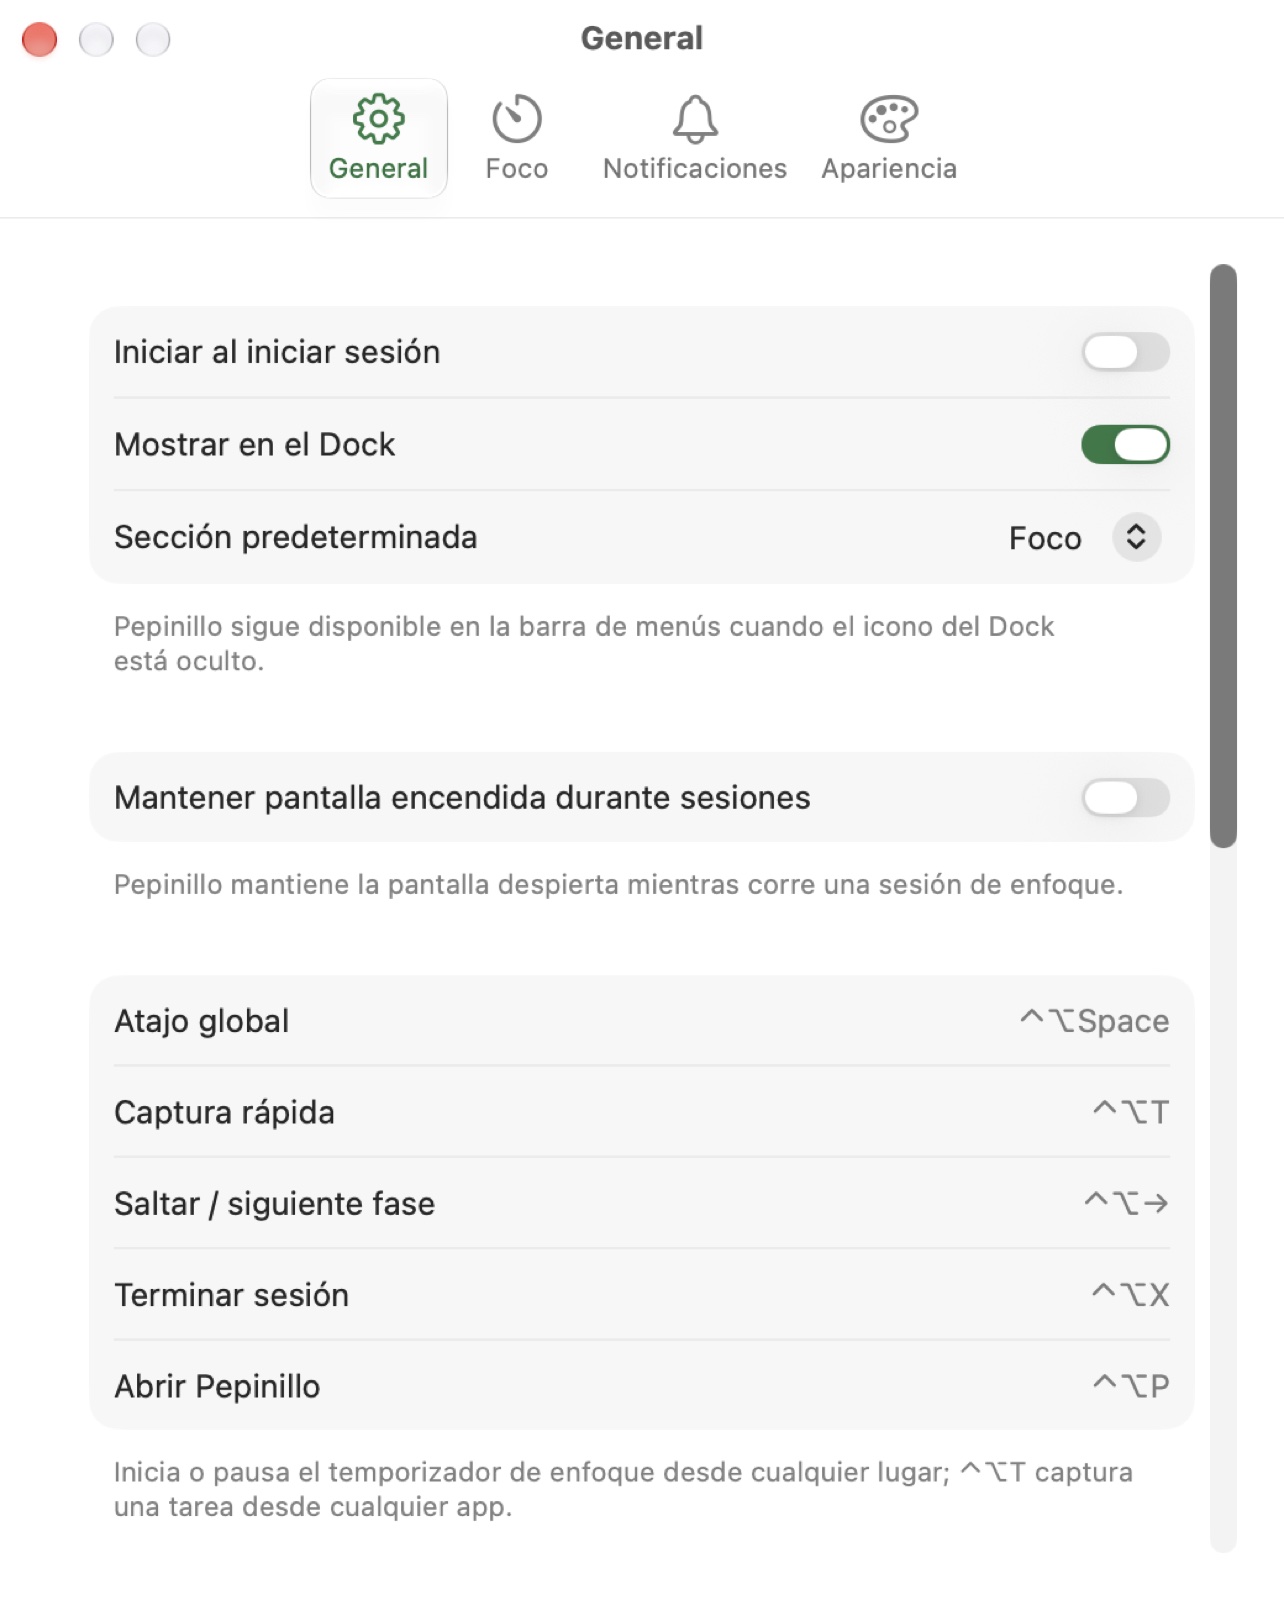 General
General
Foco
Notificaciones
Apariencia
Iniciar al iniciar sesión
Mostrar en el Dock
Sección predeterminada
Foco
Pepinillo sigue disponible en la barra de menús cuando el icono del Dock
está oculto.
Mantener pantalla encendida durante sesiones
Pepinillo mantiene la pantalla despierta mientras corre una sesión de enfoque.
Atajo global
^⌥Space
Captura rápida
^⌥T
Saltar / siguiente fase
^⌥→
Terminar sesión
^⌥X
Abrir Pepinillo
^⌥P
Inicia o pausa el temporizador de enfoque desde cualquier lugar; ^⌥T captura
una tarea desde cualquier app.